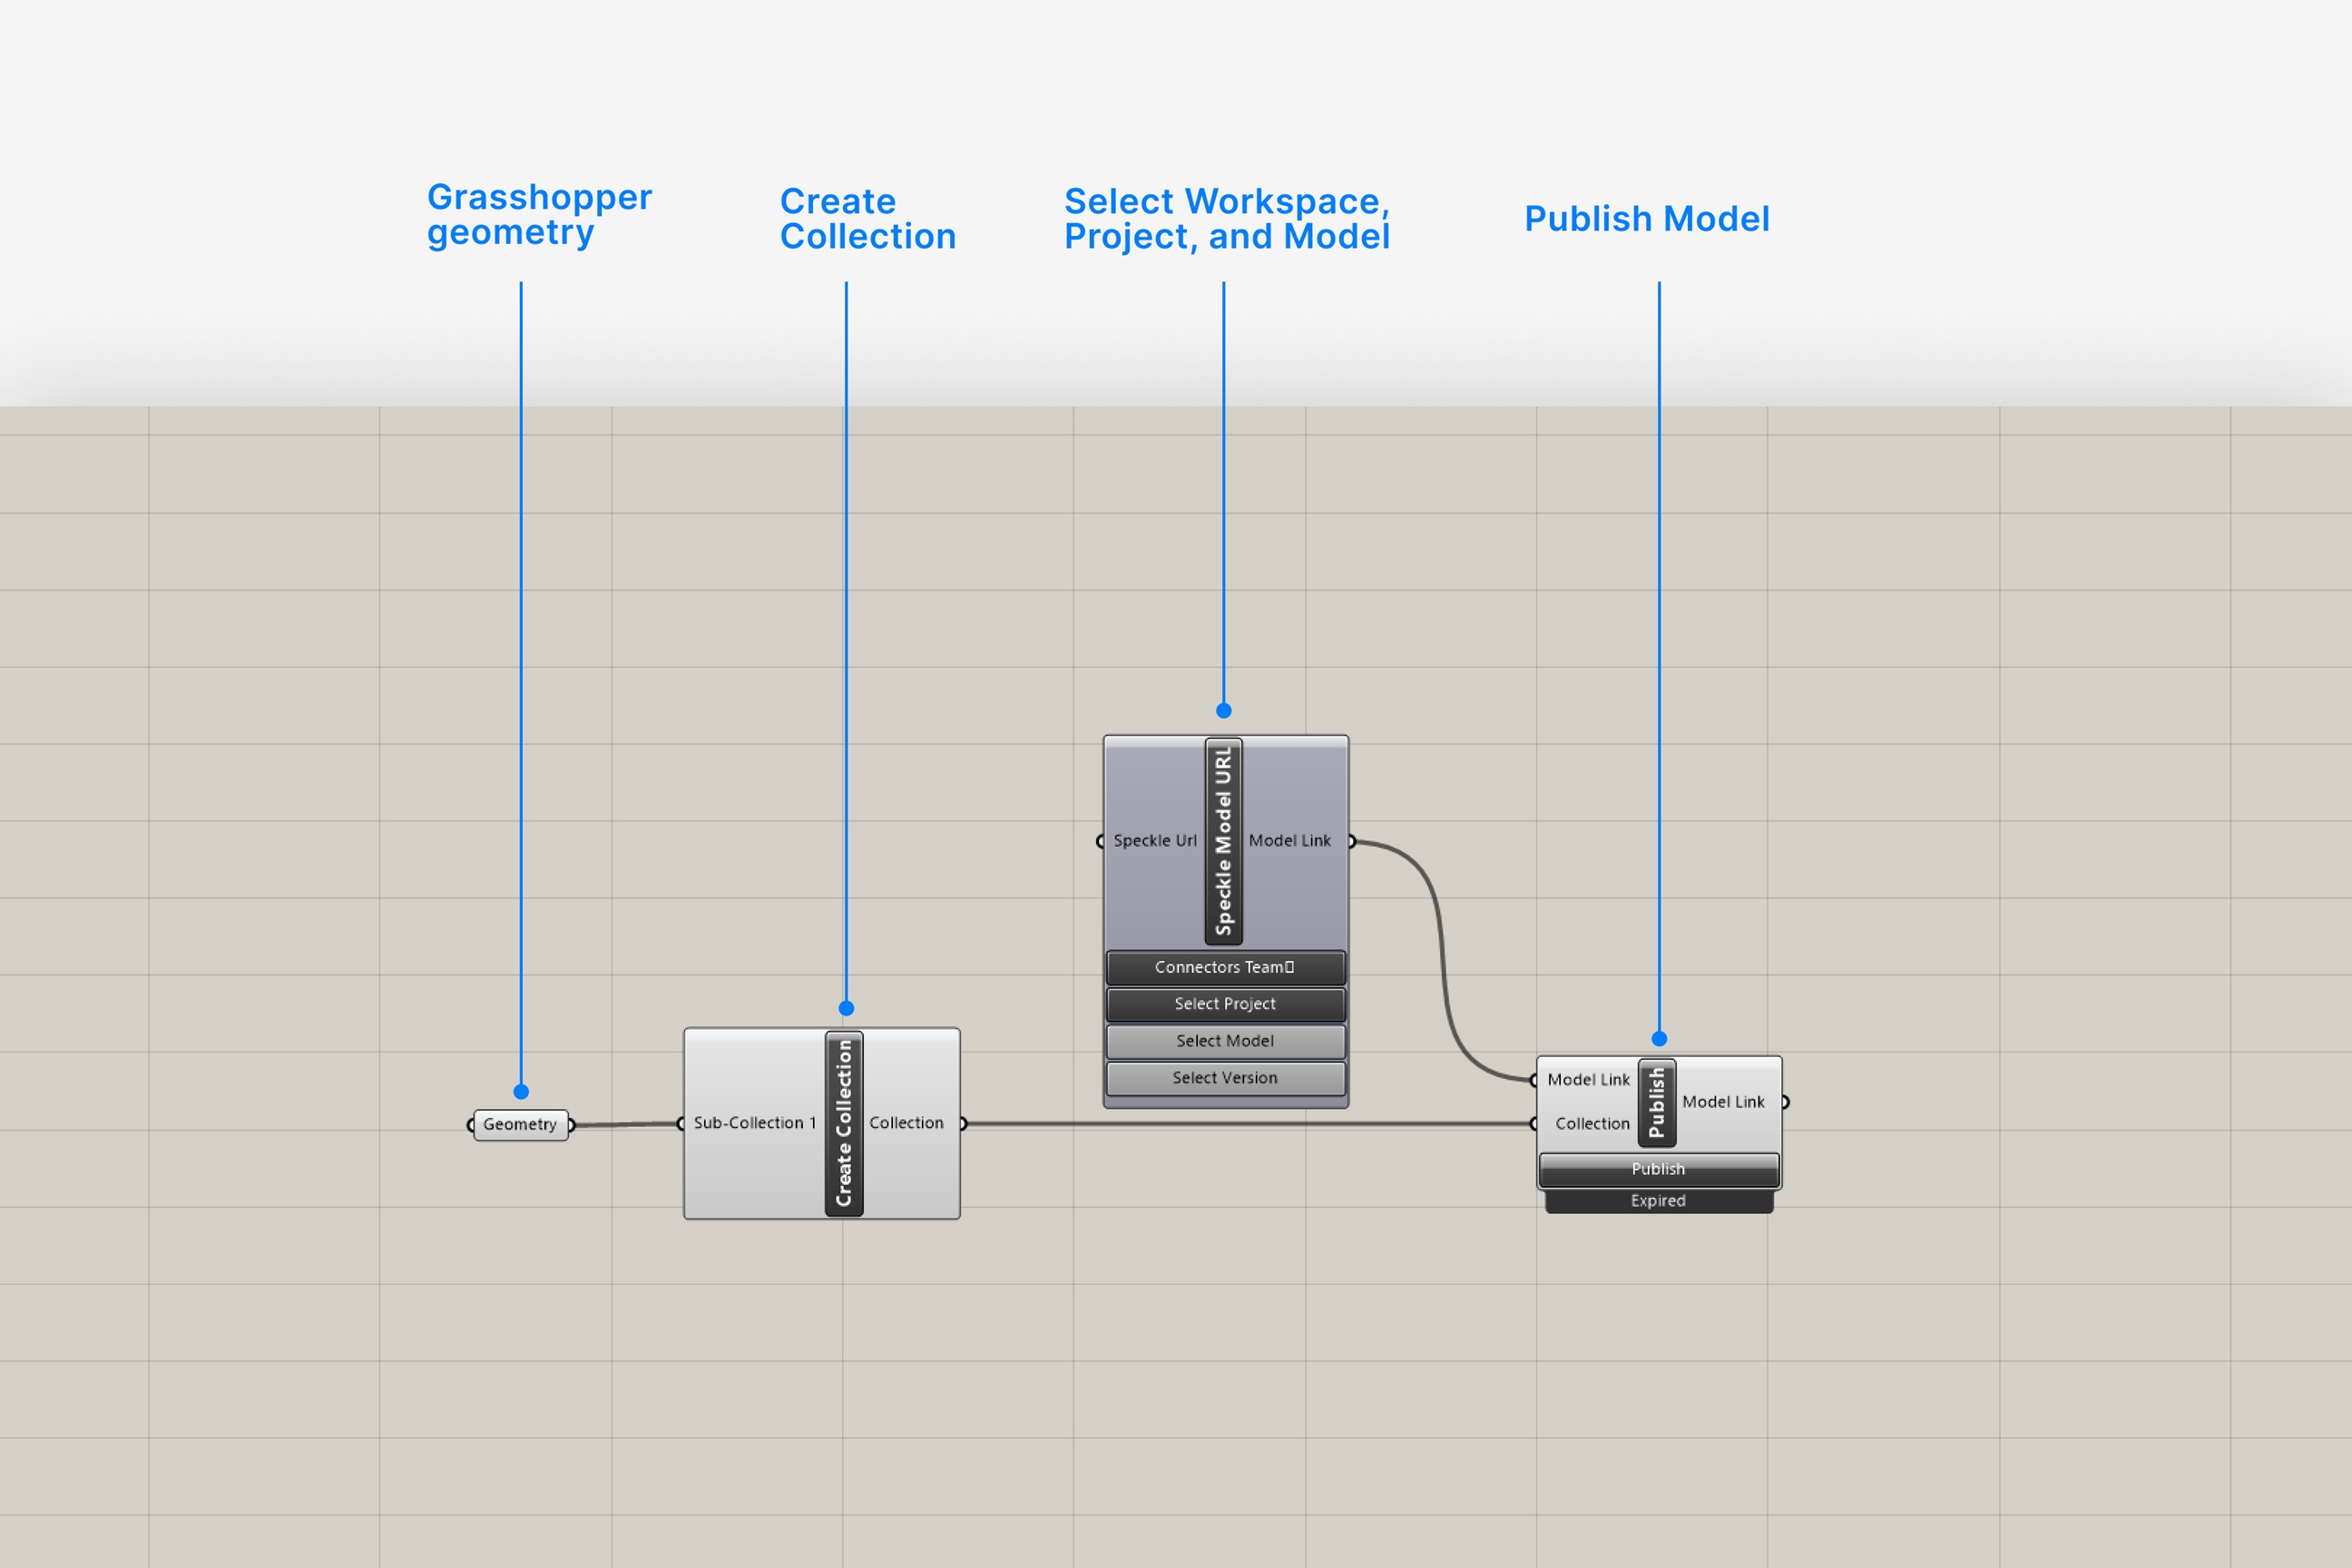 Grasshopper
geometry
Create
Collection
Select Workspace,
Project, and Model
Publish Model
Speckle Url
Speckle Model URL
Model Link
Connectors Team
Select Project
Select Model
Select Version
Geometry
Sub-Collection 1
Create Collection
Collection
Model Link
Collection
Publish
Model Link
Publish
Expired